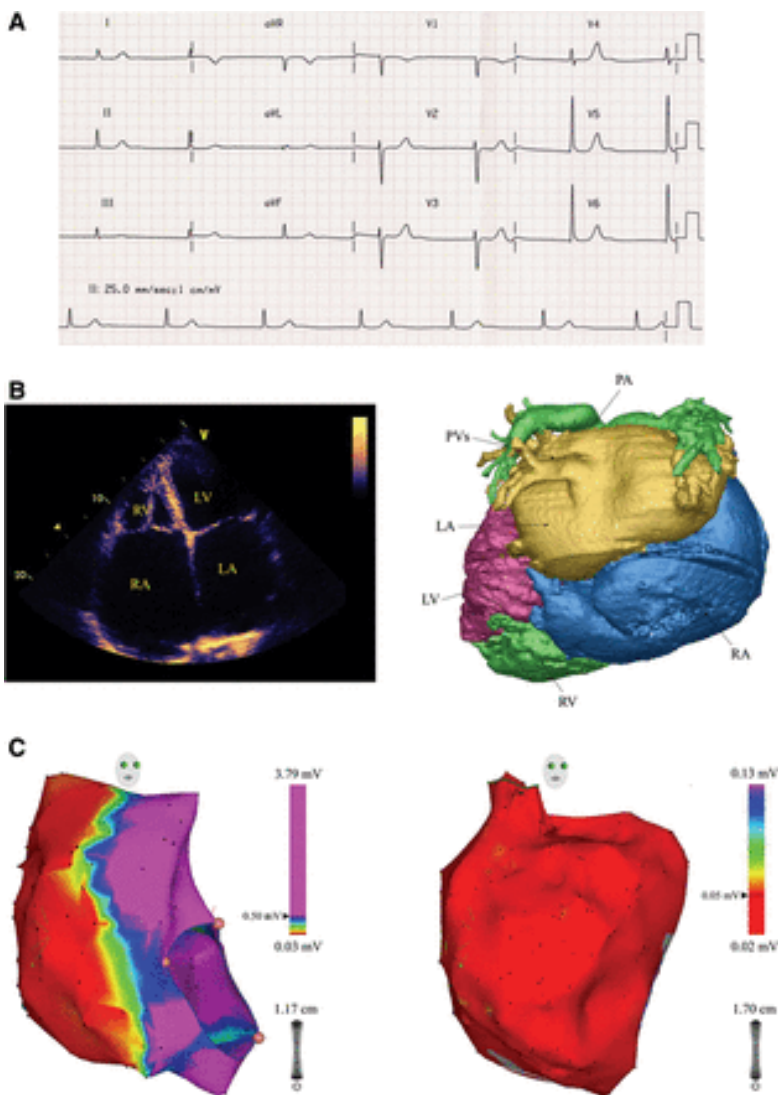 A
I aVR V1 V4
II aVL V2 V5
III aVF V3 V6
II: 25.0 mm/sec:1 cm/mV
B
V
RV
LV
10
RA
LA
20
PA
PVs
LA
LV
RA
RV
C
3.79 mV
0.50 mV
0.03 mV
1.17 cm
0.13 mV
0.05 mV
0.02 mV
1.70 cm